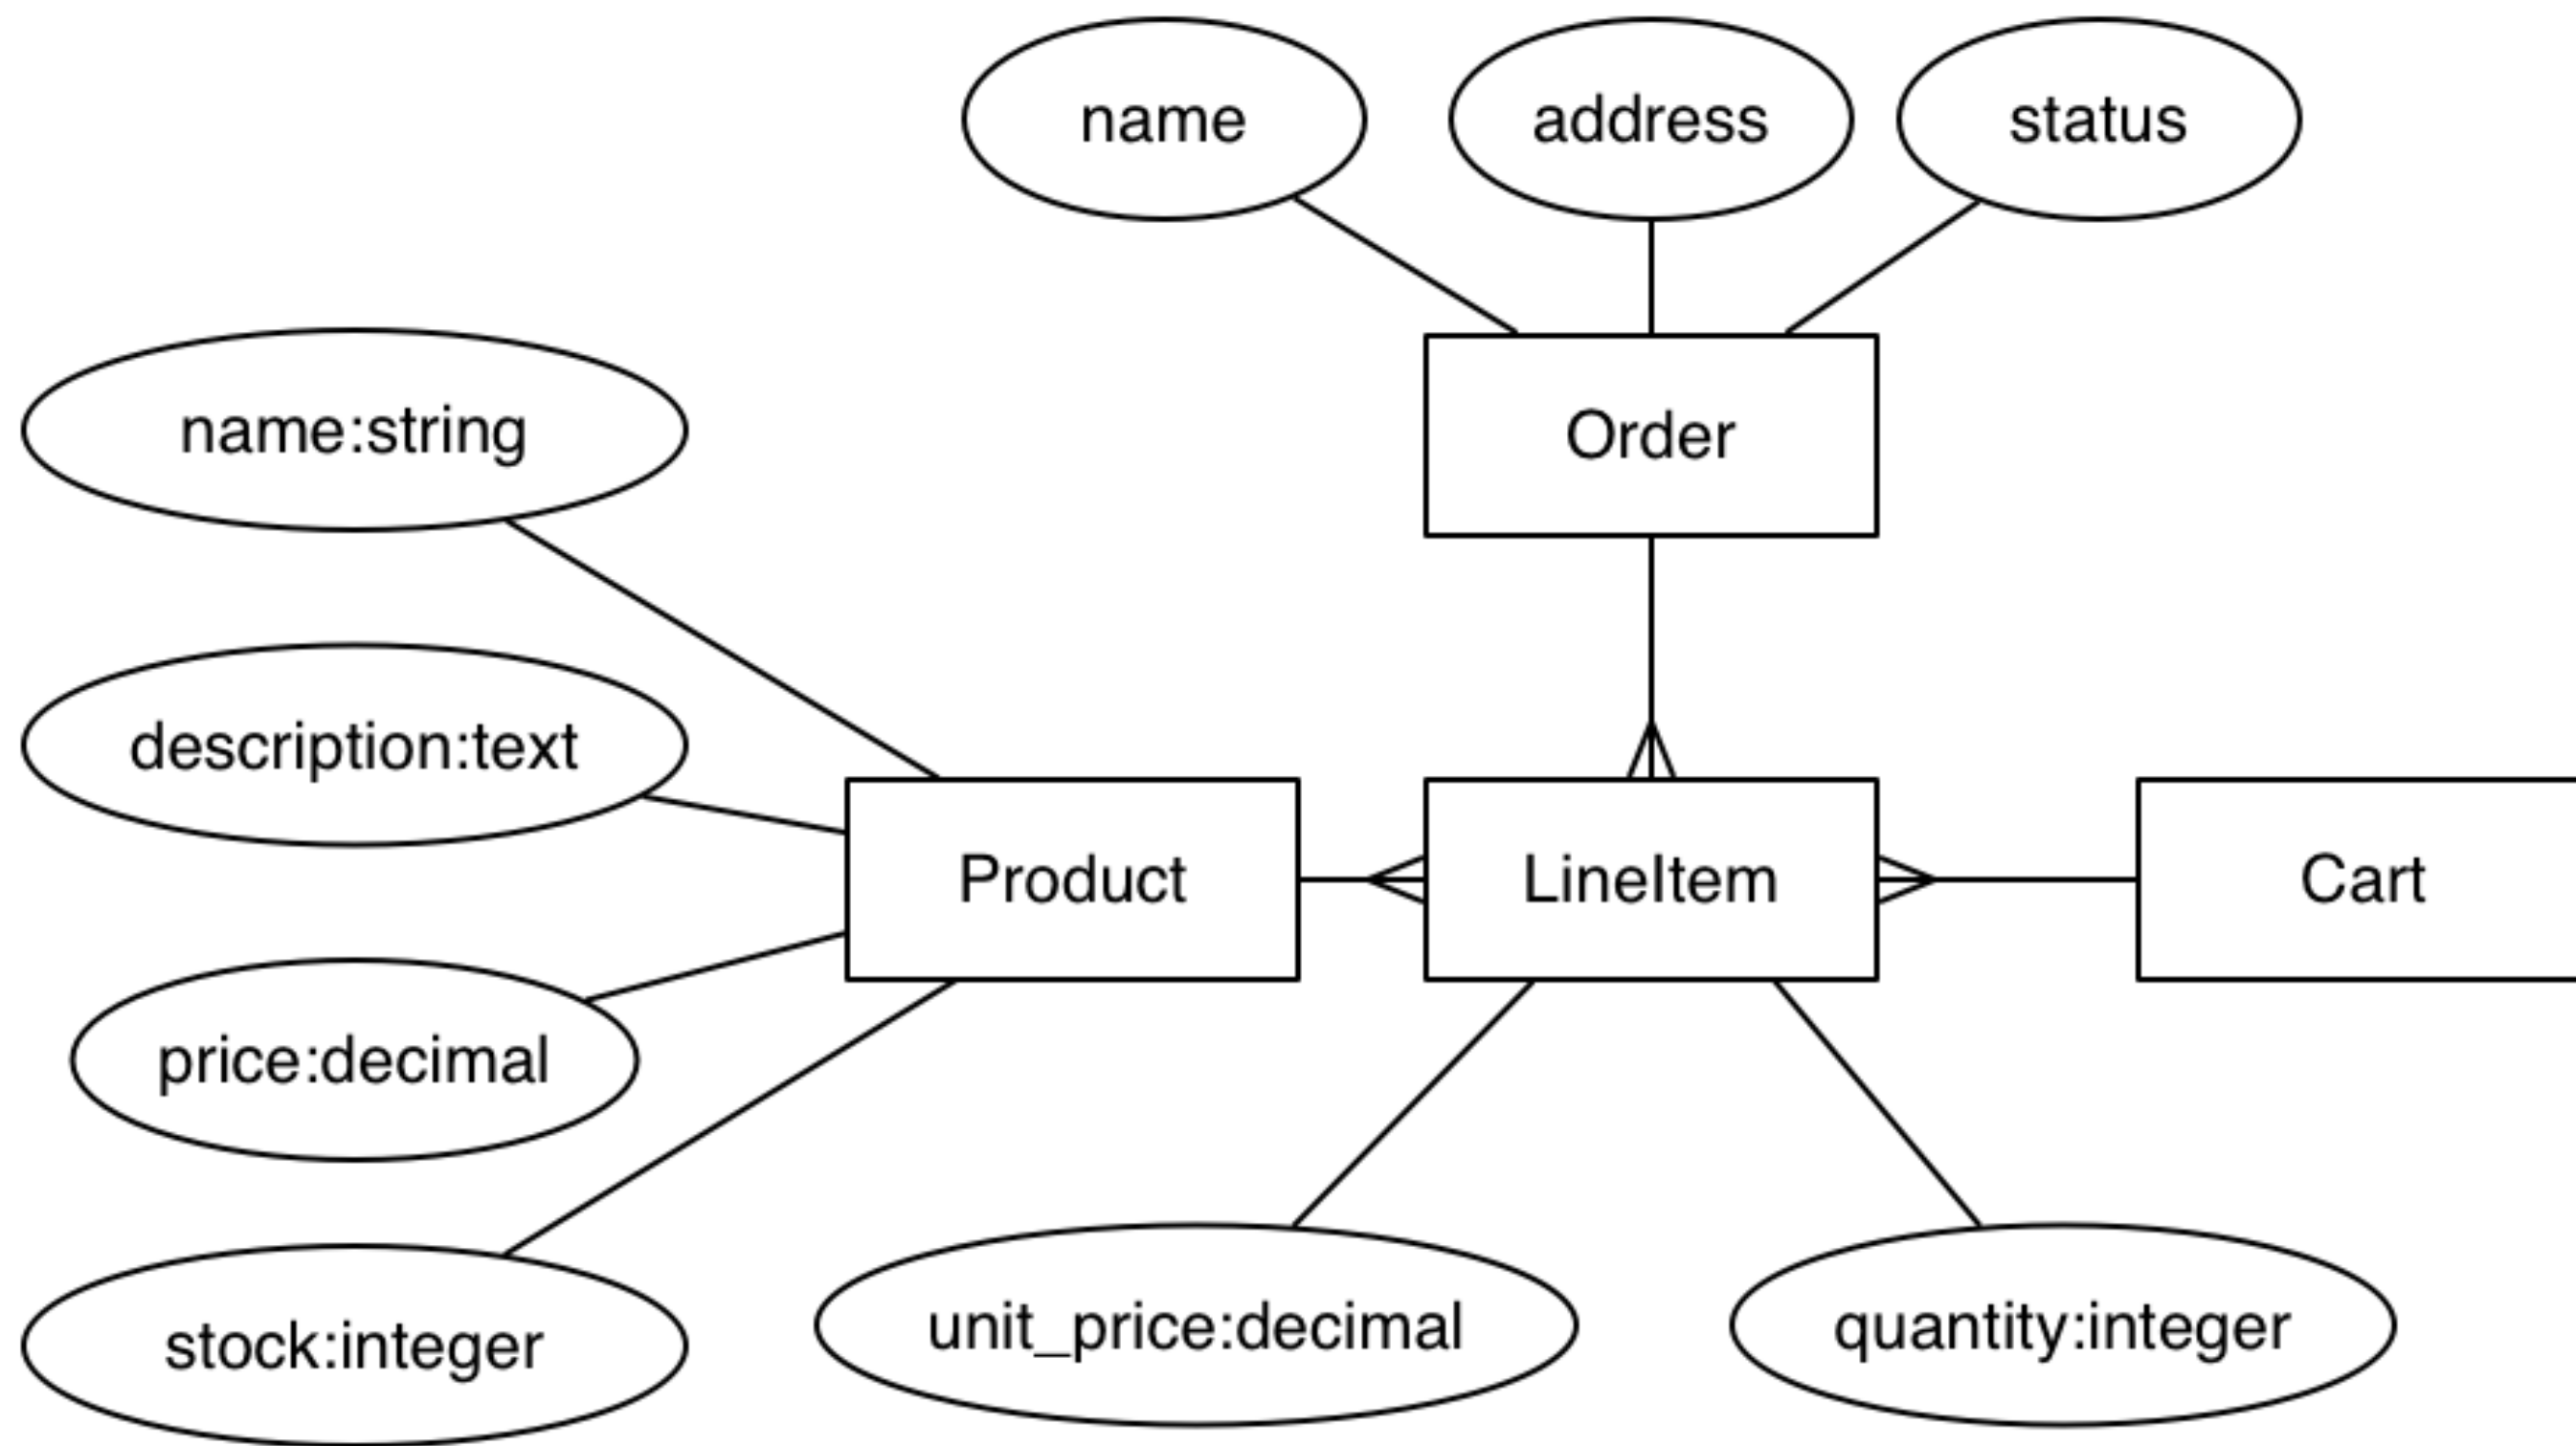 name
address
status
name:string
Order
description:text
Product
LineItem
Cart
price:decimal
stock:integer
unit_price:decimal
quantity:integer